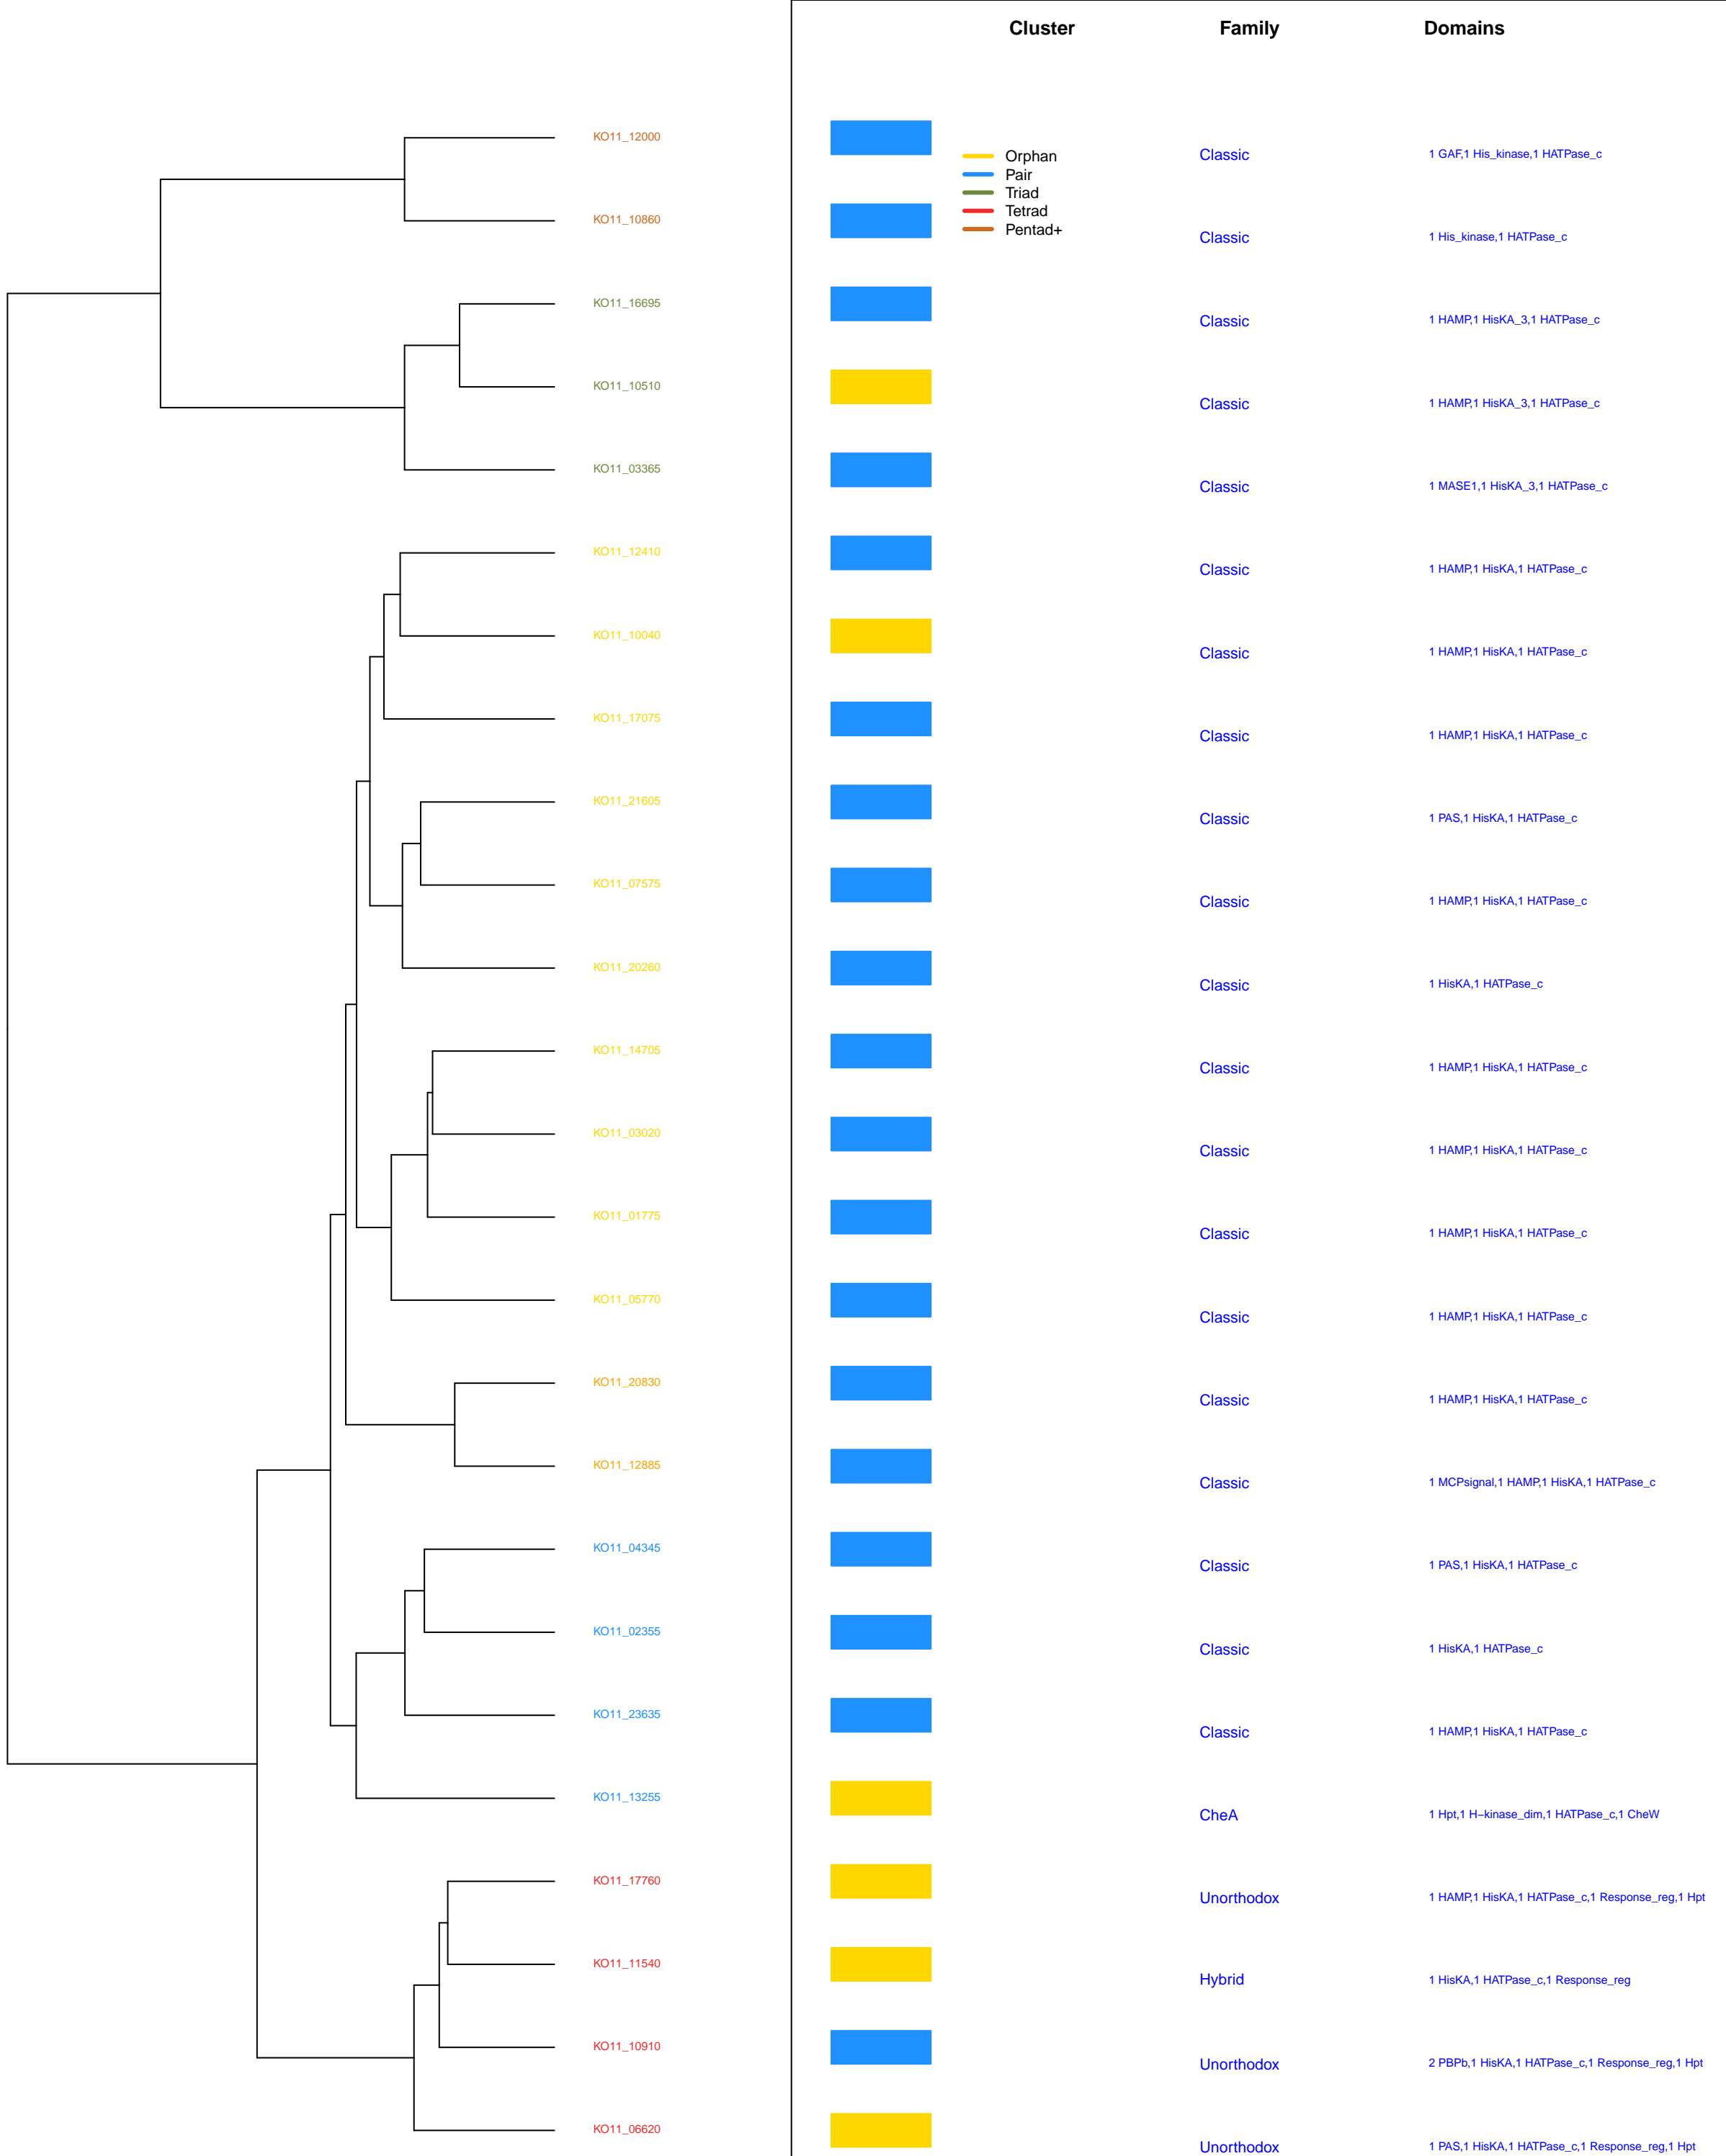 Cluster Family Domains
KO11_12000
Orphan
Classic 1 GAF,1 His_kinase,1 HATPase_c
Pair
Triad
Tetrad
KO11_10860
Pentad+
Classic 1 His_kinase,1 HATPase_c
KO11_16695
Classic 1 HAMP,1 HisKA_3,1 HATPase_c
KO11_10510
Classic 1 HAMP,1 HisKA_3,1 HATPase_c
KO11_03365
Classic 1 MASE1,1 HisKA_3,1 HATPase_c
KO11_12410
Classic 1 HAMP,1 HisKA,1 HATPase_c
KO11_10040
Classic 1 HAMP,1 HisKA,1 HATPase_c
KO11_17075
Classic 1 HAMP,1 HisKA,1 HATPase_c
KO11_21605
Classic 1 PAS,1 HisKA,1 HATPase_c
KO11_07575
Classic 1 HAMP,1 HisKA,1 HATPase_c
KO11_20260
Classic 1 HisKA,1 HATPase_c
KO11_14705
Classic 1 HAMP,1 HisKA,1 HATPase_c
KO11_03020
Classic 1 HAMP,1 HisKA,1 HATPase_c
KO11_01775
Classic 1 HAMP,1 HisKA,1 HATPase_c
KO11_05770
Classic 1 HAMP,1 HisKA,1 HATPase_c
KO11_20830
Classic 1 HAMP,1 HisKA,1 HATPase_c
KO11_12885
Classic 1 MCPsignal,1 HAMP,1 HisKA,1 HATPase_c
KO11_04345
Classic 1 PAS,1 HisKA,1 HATPase_c
KO11_02355
Classic 1 HisKA,1 HATPase_c
KO11_23635
Classic 1 HAMP,1 HisKA,1 HATPase_c
KO11_13255
CheA 1 Hpt,1 H−kinase_dim,1 HATPase_c,1 CheW
KO11_17760
Unorthodox 1 HAMP,1 HisKA,1 HATPase_c,1 Response_reg,1 Hpt
KO11_11540
Hybrid 1 HisKA,1 HATPase_c,1 Response_reg
KO11_10910
Unorthodox 2 PBPb,1 HisKA,1 HATPase_c,1 Response_reg,1 Hpt
KO11_06620
Unorthodox 1 PAS,1 HisKA,1 HATPase_c,1 Response_reg,1 Hpt